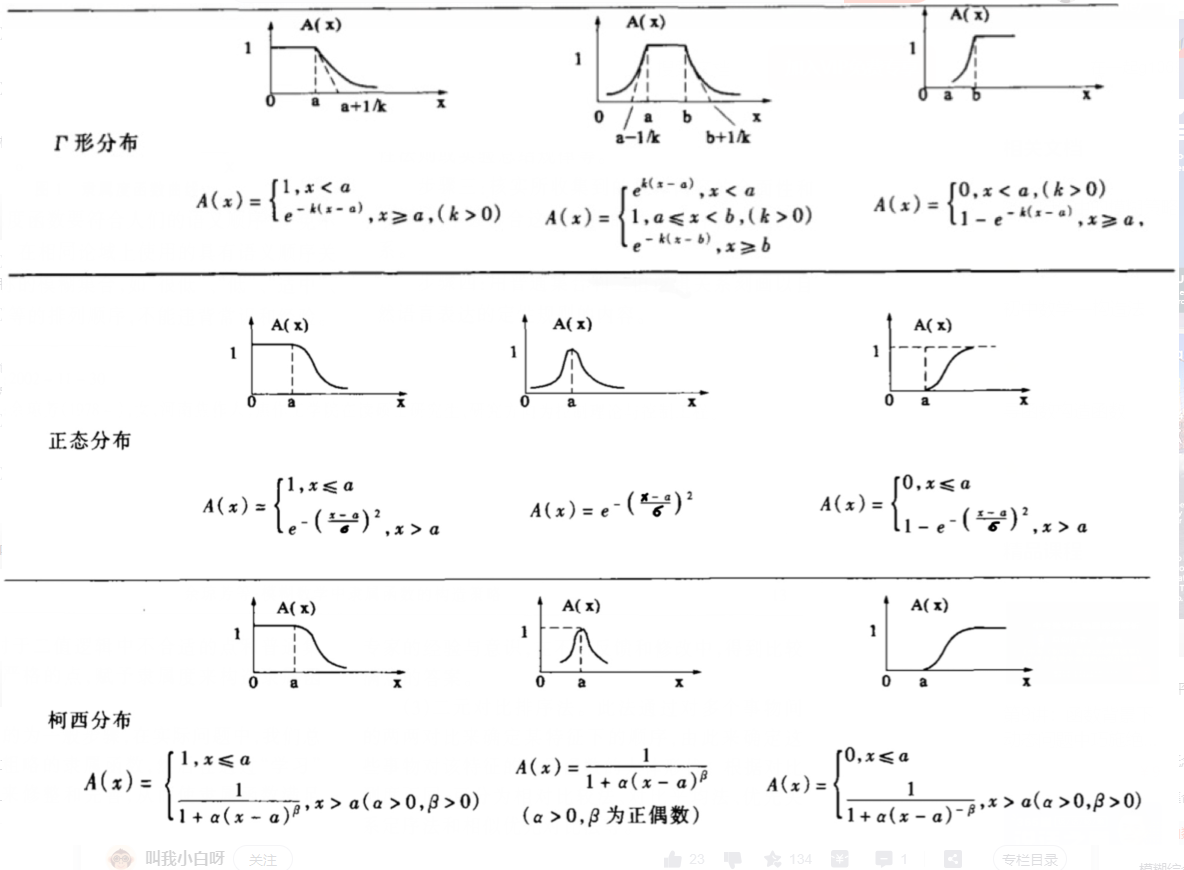 A(x) A(x) A(x)
1 1 1
0 a a+1/k x 0 a b x 0 a b x
a-1/k b+1/k
Γ形分布
A(x)={1,x<a
e^{-k(x-a)},x≥a,(k>0)
A(x)={e^{k(x-a)},x<a
1,a≤x<b,(k>0)
e^{-k(x-b)},x≥b
A(x)={0,x<a,(k>0)
1-e^{-k(x-a)},x≥a,
A(x) A(x) A(x)
1 1 1
0 a x 0 a x 0 a x
正态分布
A(x)={1,x≤a
e^{-((x-a)/σ)^2},x>a
A(x)=e^{-((x-a)/σ)^2}
A(x)={0,x≤a
1-e^{-((x-a)/σ)^2},x>a
A(x) A(x) A(x)
1 1 1
0 a x 0 a x 0 a x
柯西分布
A(x)={1,x≤a
1/(1+α(x-a)^β),x>a(α>0,β>0)
A(x)=1/(1+α(x-a)^β)
(α>0,β为正偶数)
A(x)={0,x≤a
1/(1+α(x-a)^{-β}),x>a(α>0,β>0)
叫我小白呀 关注 23 134 1 专栏目录